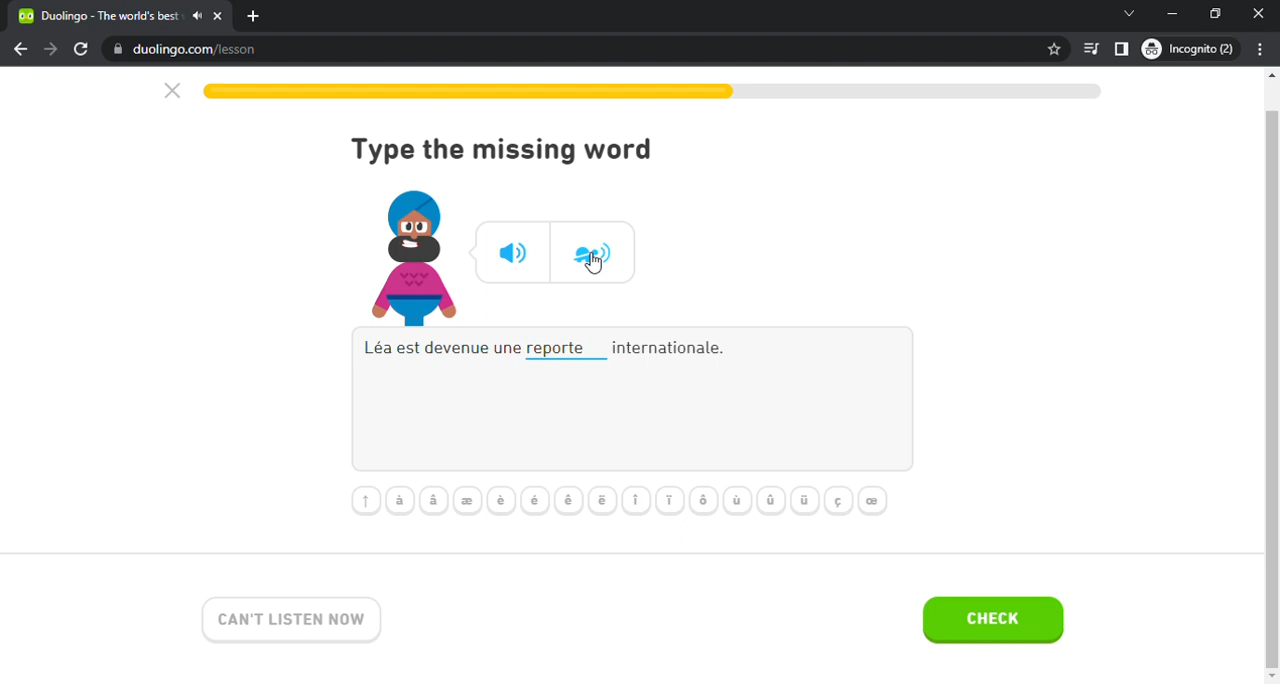 Duolingo - The world's best
duolingo.com/lesson
Incognito (2)
Type the missing word
Léa est devenue une reporte internationale.
↑ à â æ è é ê ë î ï ô ù û ü ç œ
CAN'T LISTEN NOW
CHECK